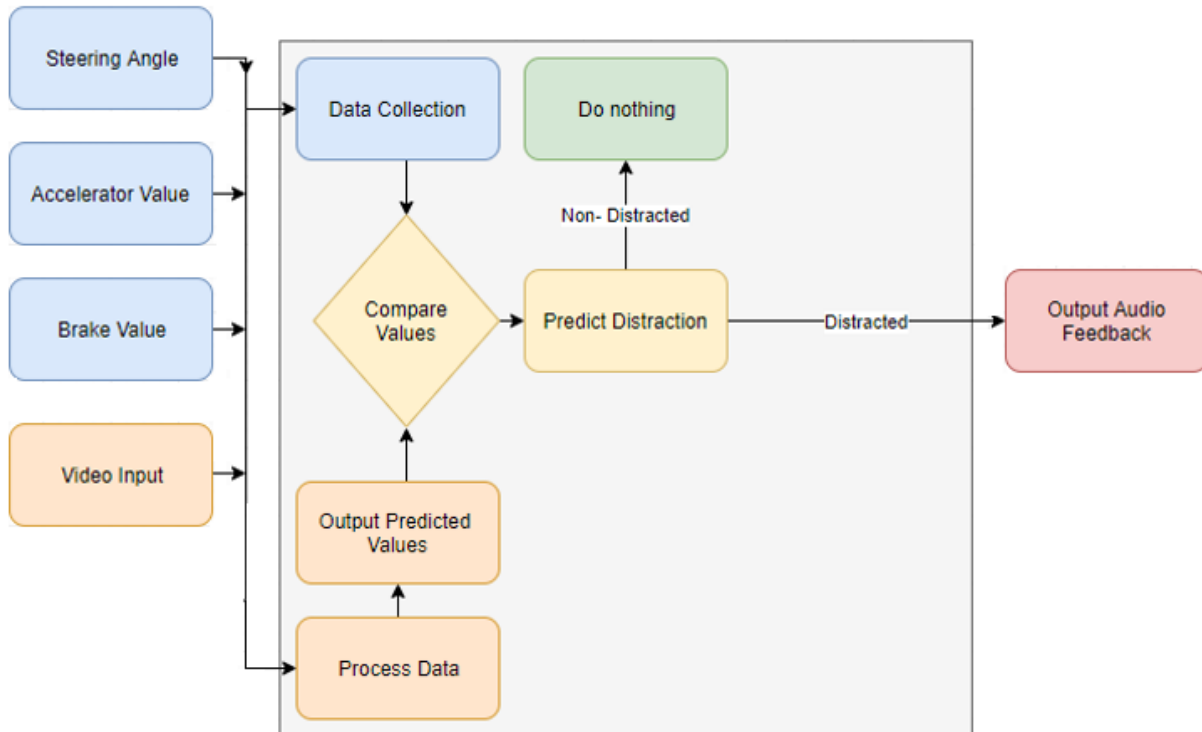 Steering Angle
Data Collection
Do nothing
Accelerator Value
Non- Distracted
Compare
Values
Predict Distraction
Distracted
Output Audio
Feedback
Brake Value
Video Input
Output Predicted
Values
Process Data